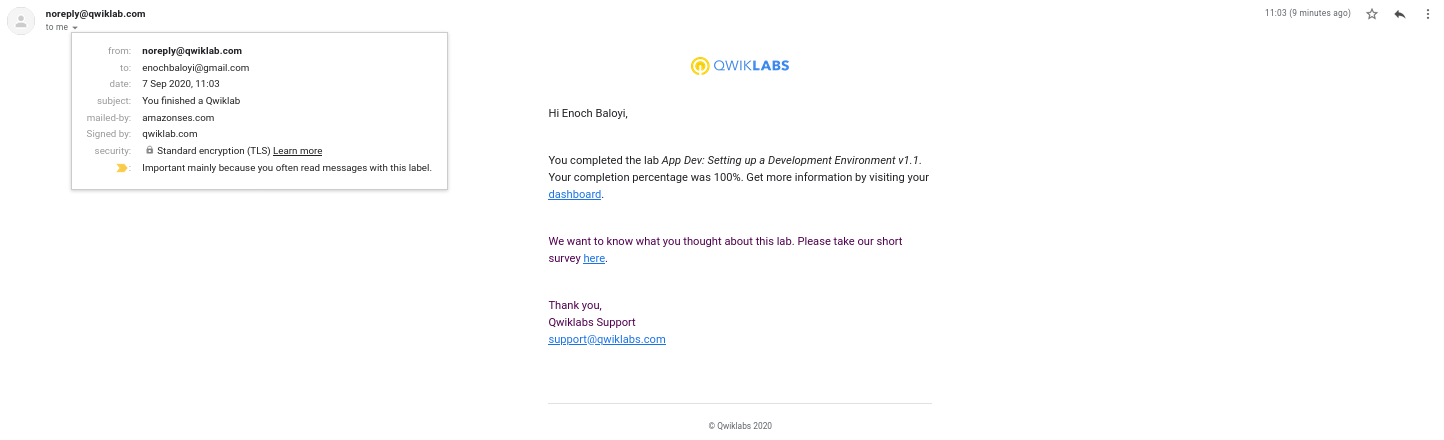 noreply@qwiklab.com
to me
11:03 (9 minutes ago)
from: noreply@qwiklab.com
to: enochbaloyi@gmail.com
date: 7 Sep 2020, 11:03
subject: You finished a Qwiklab
mailed-by: amazonses.com
Signed by: qwiklab.com
security: Standard encryption (TLS) Learn more
: Important mainly because you often read messages with this label.
QWIKLABS
Hi Enoch Baloyi,
You completed the lab App Dev: Setting up a Development Environment v1.1.
Your completion percentage was 100%. Get more information by visiting your
dashboard.
We want to know what you thought about this lab. Please take our short
survey here.
Thank you,
Qwiklabs Support
support@qwiklabs.com
© Qwiklabs 2020